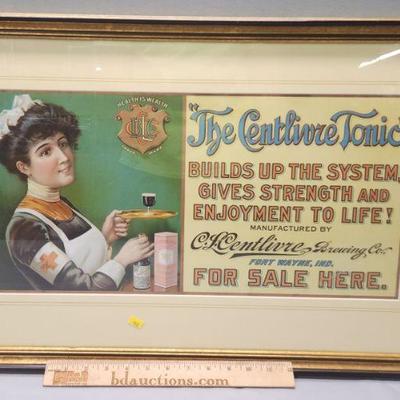 HEALTH IS WEALTH
"The Centlivre Tonic"
BUILDS UP THE SYSTEM,
GIVES STRENGTH AND
ENJOYMENT TO LIFE!
MANUFACTURED BY
C.L. Centlivre Brewing Co.
FORT WAYNE, IND.
FOR SALE HERE.
bdauctions.com